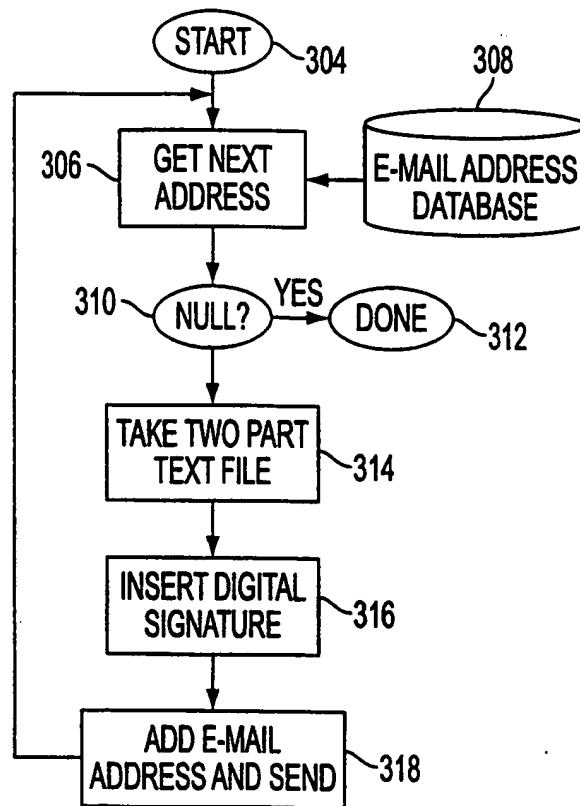 START
304
308
306
GET NEXT
ADDRESS
E-MAIL ADDRESS
DATABASE
310
NULL?
YES
DONE
312
TAKE TWO PART
TEXT FILE
314
INSERT DIGITAL
SIGNATURE
316
ADD E-MAIL
ADDRESS AND SEND
318